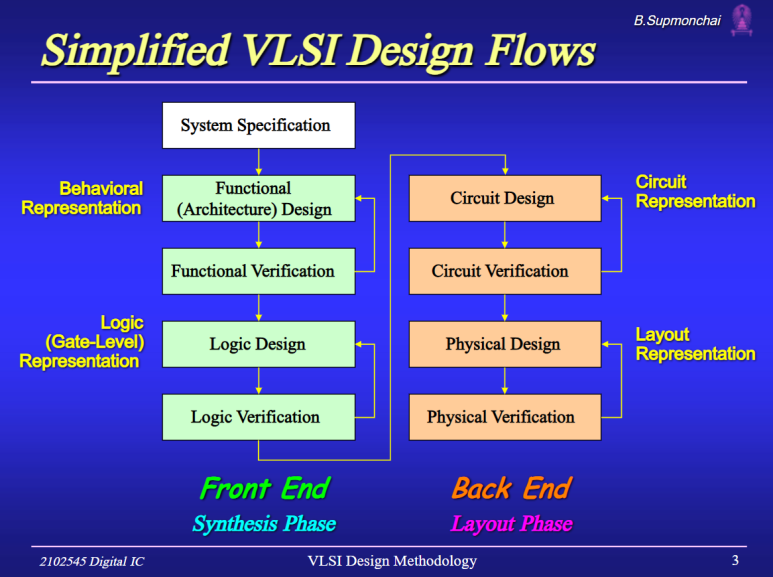 B.Supmonchai
Simplified VLSI Design Flows
System Specification
Behavioral
Representation
Functional
(Architecture) Design
Functional Verification
Logic
(Gate-Level)
Representation
Logic Design
Logic Verification
Circuit Design
Circuit
Representation
Circuit Verification
Physical Design
Layout
Representation
Physical Verification
Front End
Synthesis Phase
Back End
Layout Phase
2102545 Digital IC
VLSI Design Methodology
3